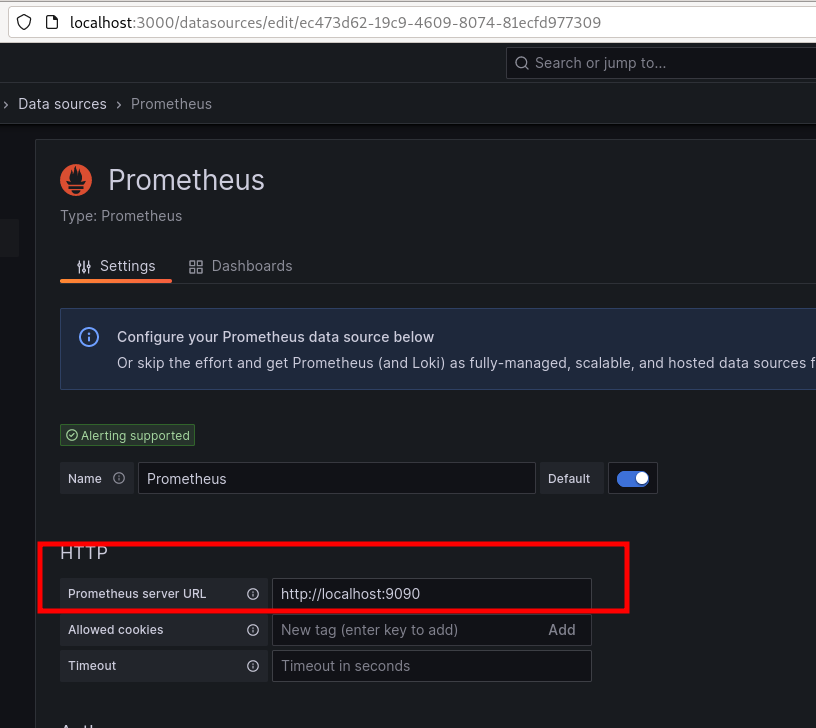 localhost:3000/datasources/edit/ec473d62-19c9-4609-8074-81ecfd977309
Search or jump to...
› Data sources › Prometheus
Prometheus
Type: Prometheus
Settings Dashboards
Configure your Prometheus data source below
Or skip the effort and get Prometheus (and Loki) as fully-managed, scalable, and hosted data sources f
Alerting supported
Name Prometheus Default
HTTP
Prometheus server URL http://localhost:9090
Allowed cookies New tag (enter key to add) Add
Timeout Timeout in seconds